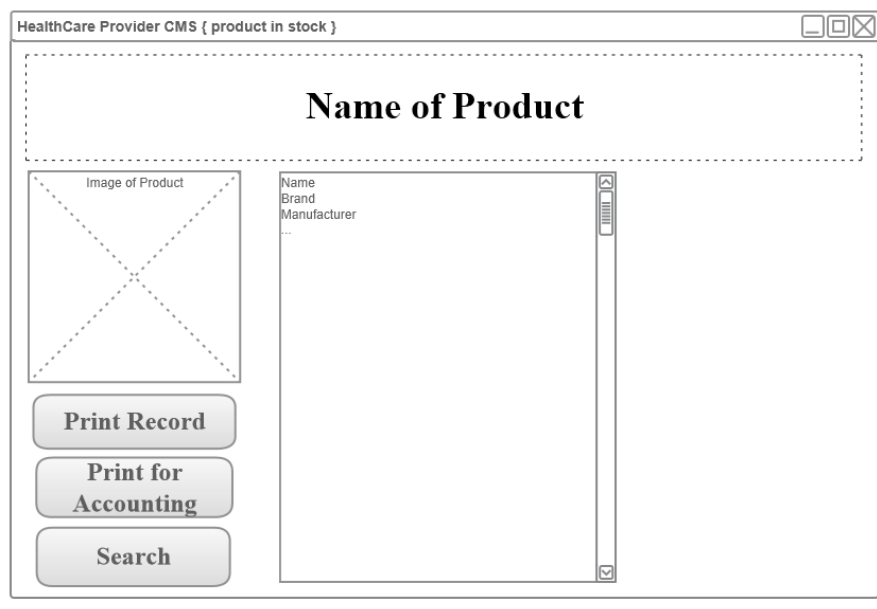 HealthCare Provider CMS { product in stock }
Name of Product
Image of Product
Name
Brand
Manufacturer
...
Print Record
Print for
Accounting
Search